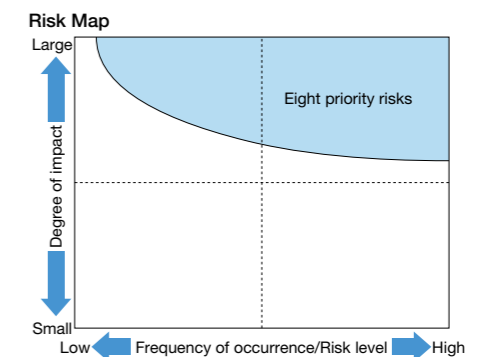 Risk Map
Large
Eight priority risks
Degree of impact
Small
Low
Frequency of occurrence/Risk level
High